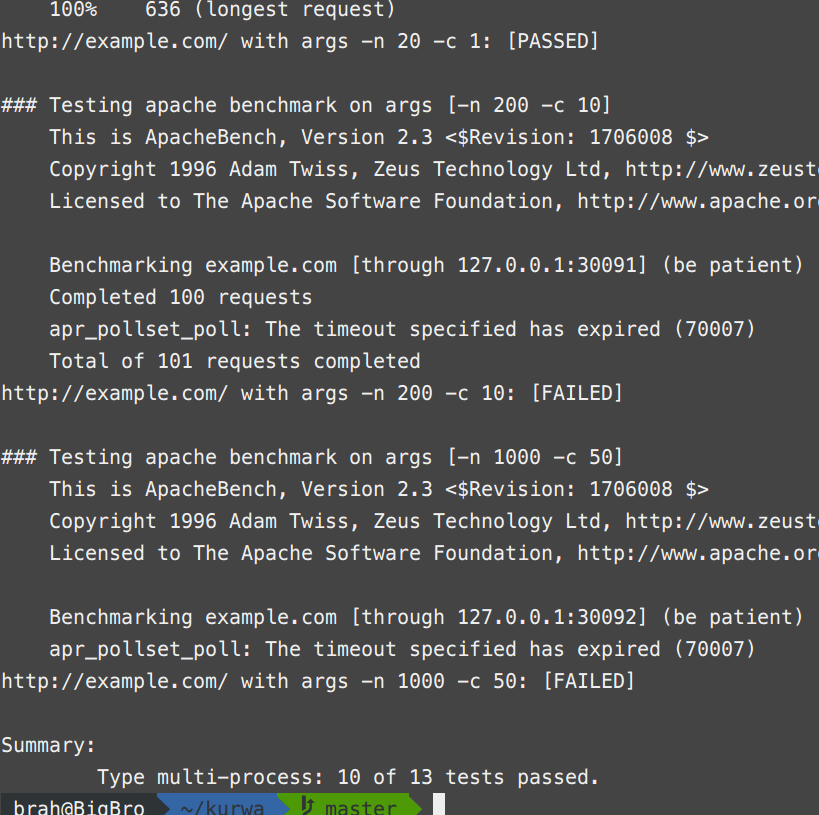 100%    636 (longest request)
http://example.com/ with args -n 20 -c 1: [PASSED]
### Testing apache benchmark on args [-n 200 -c 10]
This is ApacheBench, Version 2.3 <$Revision: 1706008 $>
Copyright 1996 Adam Twiss, Zeus Technology Ltd, http://www.zeust
Licensed to The Apache Software Foundation, http://www.apache.or
Benchmarking example.com [through 127.0.0.1:30091] (be patient)
Completed 100 requests
apr_pollset_poll: The timeout specified has expired (70007)
Total of 101 requests completed
http://example.com/ with args -n 200 -c 10: [FAILED]
### Testing apache benchmark on args [-n 1000 -c 50]
This is ApacheBench, Version 2.3 <$Revision: 1706008 $>
Copyright 1996 Adam Twiss, Zeus Technology Ltd, http://www.zeust
Licensed to The Apache Software Foundation, http://www.apache.or
Benchmarking example.com [through 127.0.0.1:30092] (be patient)
apr_pollset_poll: The timeout specified has expired (70007)
http://example.com/ with args -n 1000 -c 50: [FAILED]
Summary:
Type multi-process: 10 of 13 tests passed.
brah@BigBro ~/kurwa master